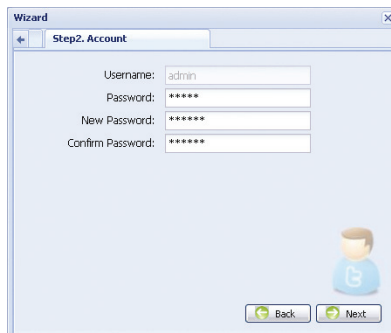 Wizard
Step2. Account
Username: admin
Password: *****
New Password: ******
Confirm Password: ******
Back Next